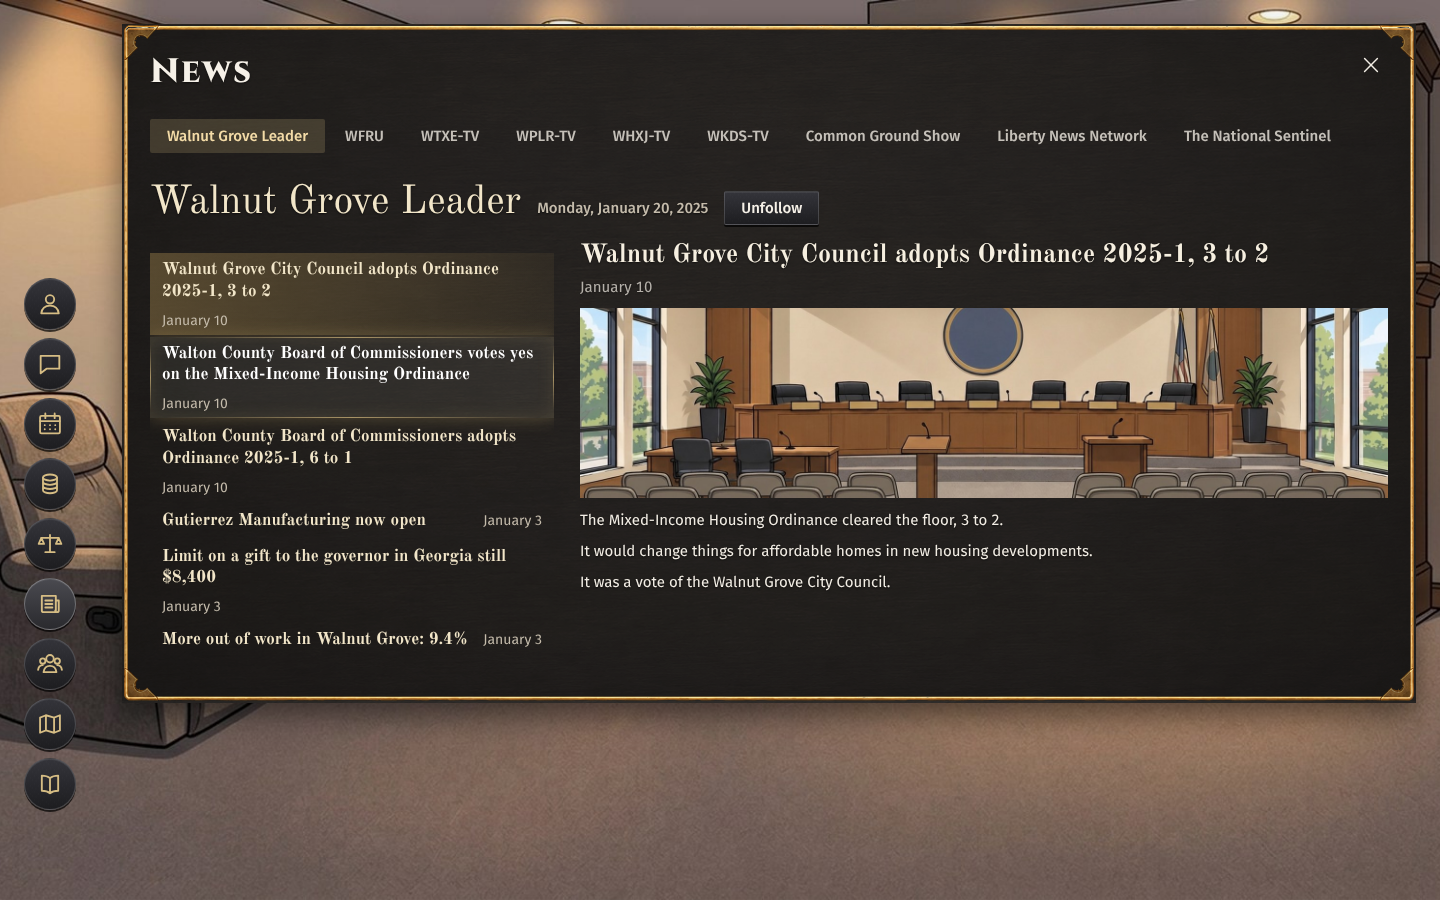 News
Walnut Grove Leader
WFRU
WTXE-TV
WPLR-TV
WHXJ-TV
WKDS-TV
Common Ground Show
Liberty News Network
The National Sentinel
Walnut Grove Leader
Monday, January 20, 2025
Unfollow
Walnut Grove City Council adopts Ordinance
2025-1, 3 to 2
January 10
Walton County Board of Commissioners votes yes
on the Mixed-Income Housing Ordinance
January 10
Walton County Board of Commissioners adopts
Ordinance 2025-1, 6 to 1
January 10
Gutierrez Manufacturing now open
January 3
Limit on a gift to the governor in Georgia still
$8,400
January 3
More out of work in Walnut Grove: 9.4%
January 3
Walnut Grove City Council adopts Ordinance 2025-1, 3 to 2
January 10
The Mixed-Income Housing Ordinance cleared the floor, 3 to 2.
It would change things for affordable homes in new housing developments.
It was a vote of the Walnut Grove City Council.